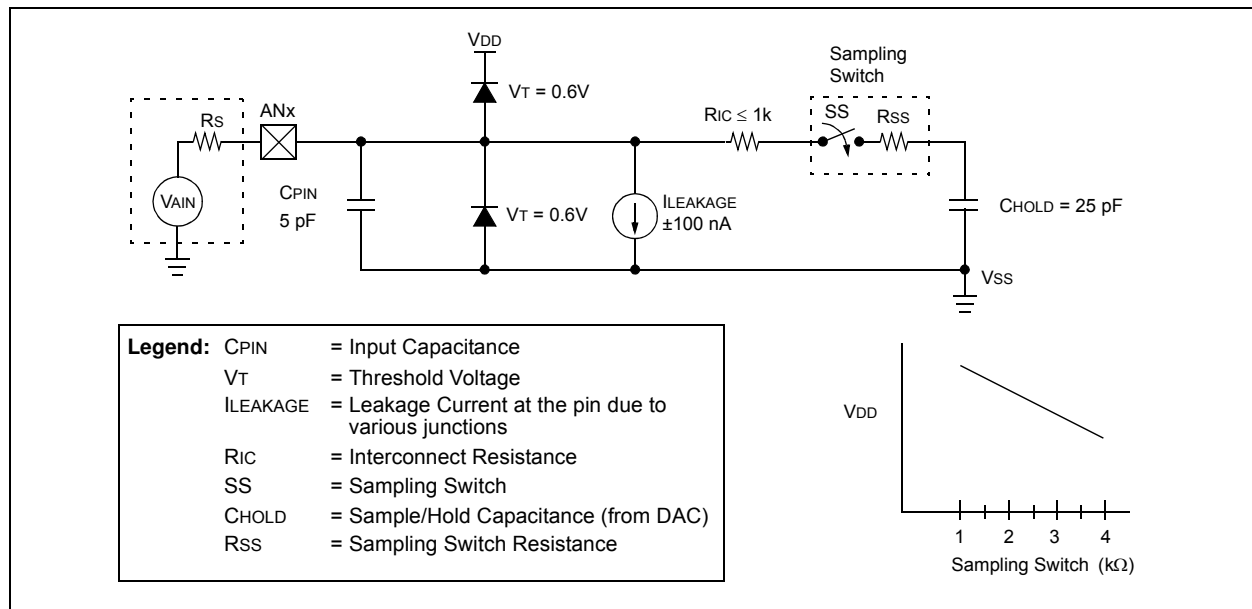 VDD
Sampling
Switch
VT = 0.6V
RIC ≤ 1k
SS
RSS
RS
ANx
VAIN
CPIN
5 pF
VT = 0.6V
ILEAKAGE
±100 nA
CHOLD = 25 pF
VSS
Legend: CPIN = Input Capacitance
VT = Threshold Voltage
ILEAKAGE = Leakage Current at the pin due to
various junctions
RIC = Interconnect Resistance
SS = Sampling Switch
CHOLD = Sample/Hold Capacitance (from DAC)
RSS = Sampling Switch Resistance
VDD
1 2 3 4
Sampling Switch (kΩ)